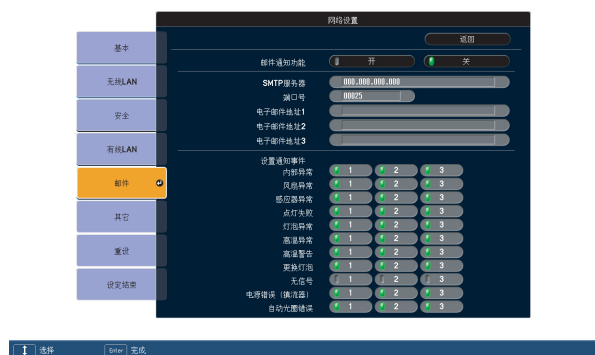 网络设置
返回
基本
无线LAN
安全
有线LAN
邮件
其它
重设
设定结束
邮件通知功能 开 关
SMTP服务器 000.000.000.000
端口号 00025
电子邮件地址1
电子邮件地址2
电子邮件地址3
设置通知事件
内部异常 1 2 3
风扇异常 1 2 3
感应器异常 1 2 3
点灯失败 1 2 3
灯泡异常 1 2 3
高温异常 1 2 3
高温警告 1 2 3
更换灯泡 1 2 3
无信号 1 2 3
电源错误（镇流器） 1 2 3
自动光圈错误 1 2 3
选择 Enter 完成